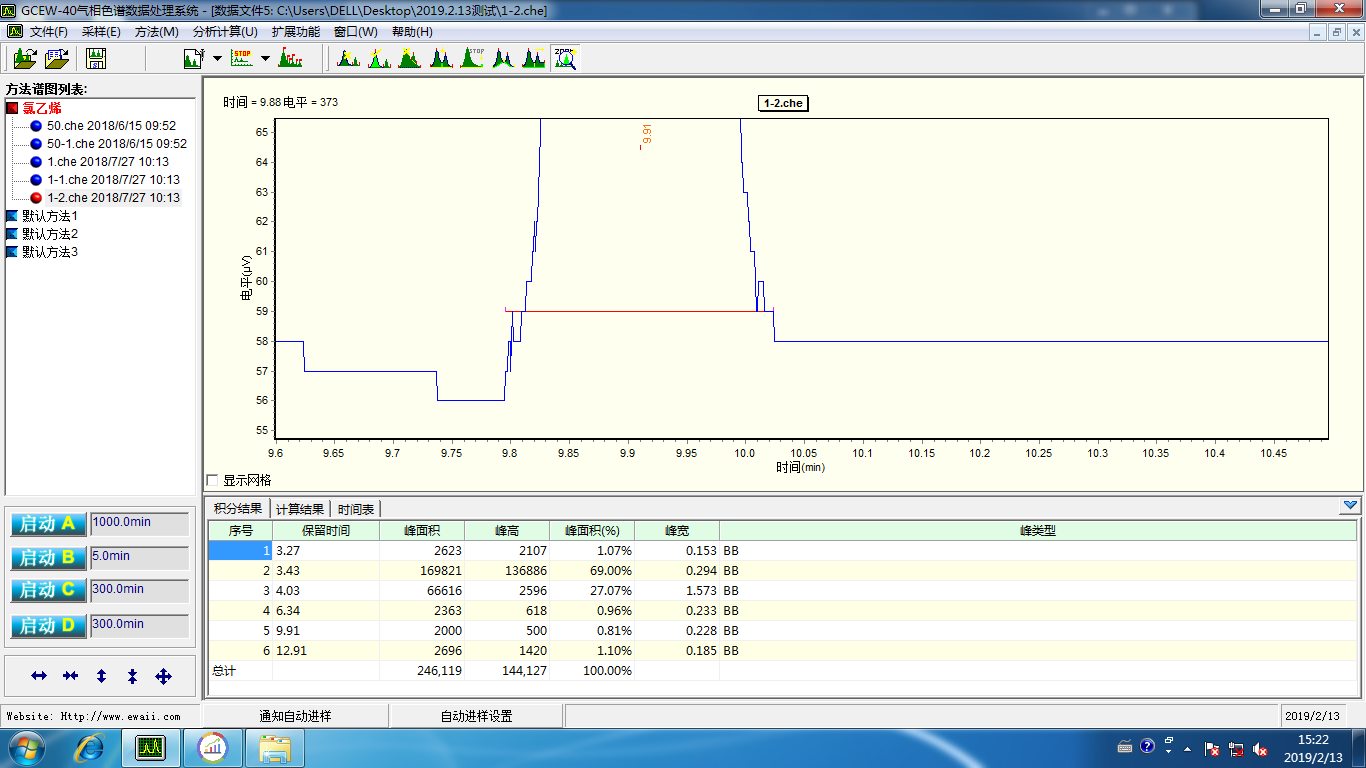 GCEW-40气相色谱数据处理系统 - [数据文件5: C:\Users\DELL\Desktop\2019.2.13测试\1-2.che]
文件(F) 采样(E) 方法(M) 分析计算(U) 扩展功能 窗口(W) 帮助(H)
STOP STOP ZOOM
方法谱图列表:
氯乙烯
50.che 2018/6/15 09:52
50-1.che 2018/6/15 09:52
1.che 2018/7/27 10:13
1-1.che 2018/7/27 10:13
1-2.che 2018/7/27 10:13
默认方法1
默认方法2
默认方法3
时间 = 9.88 电平 = 373
1-2.che
9.91
电平(μV)
65
64
63
62
61
60
59
58
57
56
55
9.6 9.65 9.7 9.75 9.8 9.85 9.9 9.95 10.0 10.05 10.1 10.15 10.2 10.25 10.3 10.35 10.4 10.45
时间(min)
显示网格
积分结果 计算结果 时间表
序号 保留时间 峰面积 峰高 峰面积(%) 峰宽 峰类型
1 3.27 2623 2107 1.07% 0.153 BB
2 3.43 169821 136886 69.00% 0.294 BB
3 4.03 66616 2596 27.07% 1.573 BB
4 6.34 2363 618 0.96% 0.233 BB
5 9.91 2000 500 0.81% 0.228 BB
6 12.91 2696 1420 1.10% 0.185 BB
总计 246,119 144,127 100.00%
启动 A 1000.0min
启动 B 5.0min
启动 C 300.0min
启动 D 300.0min
Website: Http://www.ewaii.com
通知自动进样
自动进样设置
2019/2/13
15:22
2019/2/13